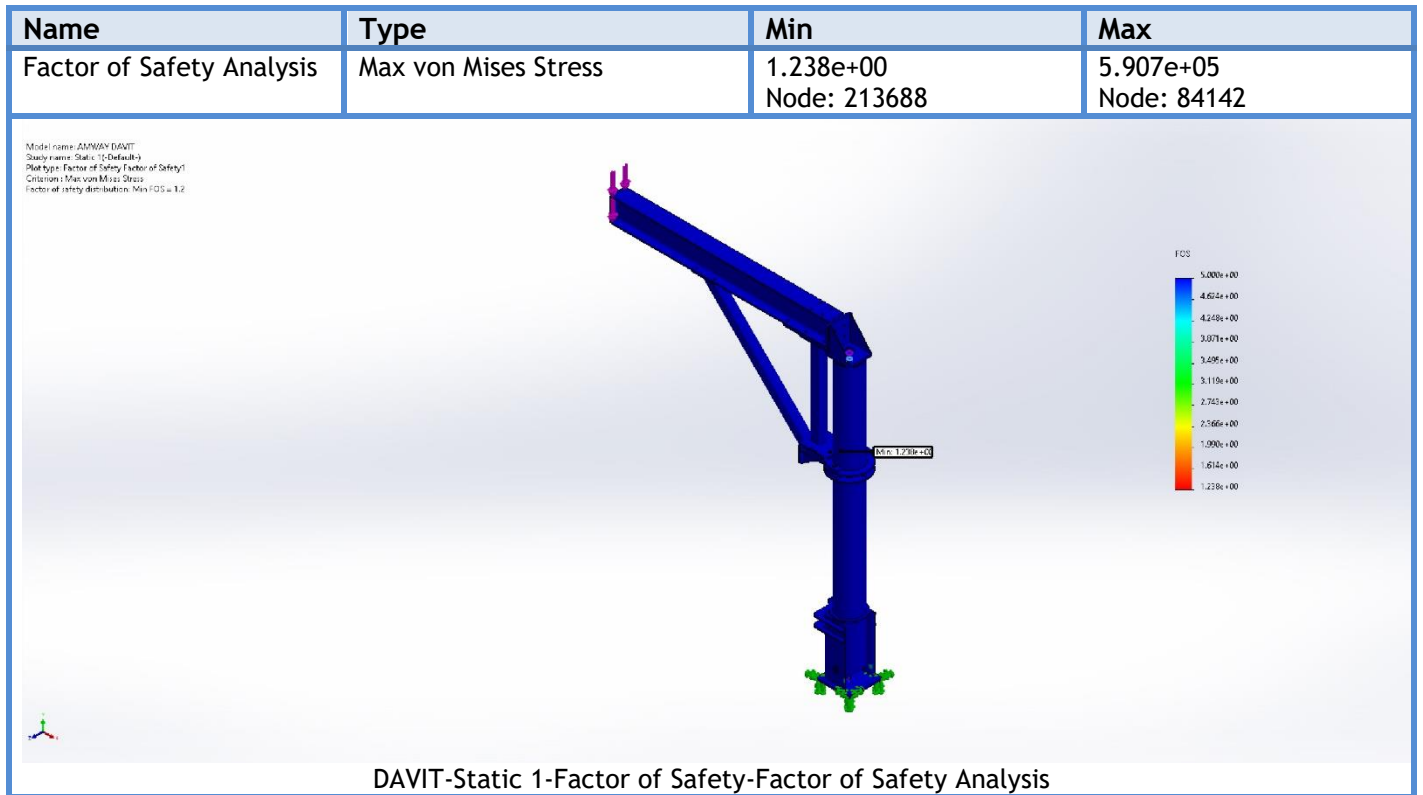 Name Type Min Max
Factor of Safety Analysis Max von Mises Stress 1.238e+00 5.907e+05
Node: 213688 Node: 84142
Model name: AMWAY DAVIT
Study name: Static 1(-Default-)
Plot type: Factor of Safety Factor of Safety1
Criterion : Max von Mises Stress
Factor of safety distribution: Min FOS = 1.2
FOS
5.000e+00
4.624e+00
4.248e+00
3.871e+00
3.495e+00
3.119e+00
2.743e+00
2.366e+00
1.990e+00
1.614e+00
1.238e+00
Min: 1.238e+00
DAVIT-Static 1-Factor of Safety-Factor of Safety Analysis